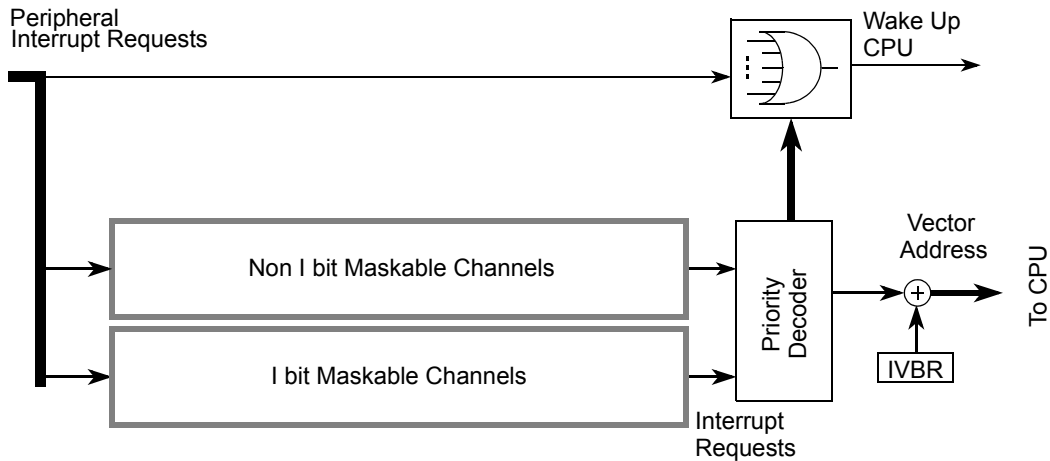 Peripheral
Interrupt Requests
Wake Up
CPU
Non I bit Maskable Channels
I bit Maskable Channels
Priority
Decoder
Interrupt
Requests
Vector
Address
+
IVBR
To CPU